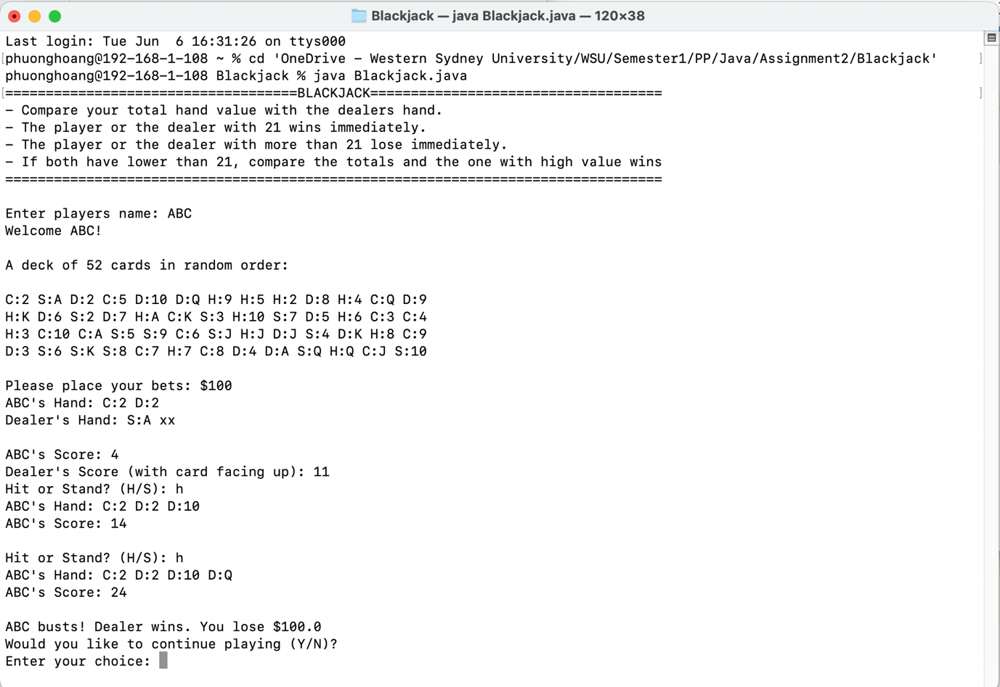 Blackjack — java Blackjack.java — 120×38
Last login: Tue Jun  6 16:31:26 on ttys000
[phuonghoang@192-168-1-108 ~ % cd 'OneDrive - Western Sydney University/WSU/Semester1/PP/Java/Assignment2/Blackjack' ]
phuonghoang@192-168-1-108 Blackjack % java Blackjack.java
[====================================BLACKJACK==================================== ]
- Compare your total hand value with the dealers hand.
- The player or the dealer with 21 wins immediately.
- The player or the dealer with more than 21 lose immediately.
- If both have lower than 21, compare the totals and the one with high value wins
=================================================================================
Enter players name: ABC
Welcome ABC!
A deck of 52 cards in random order:
C:2 S:A D:2 C:5 D:10 D:Q H:9 H:5 H:2 D:8 H:4 C:Q D:9
H:K D:6 S:2 D:7 H:A C:K S:3 H:10 S:7 D:5 H:6 C:3 C:4
H:3 C:10 C:A S:5 S:9 C:6 S:J H:J D:J S:4 D:K H:8 C:9
D:3 S:6 S:K S:8 C:7 H:7 C:8 D:4 D:A S:Q H:Q C:J S:10
Please place your bets: $100
ABC's Hand: C:2 D:2
Dealer's Hand: S:A xx
ABC's Score: 4
Dealer's Score (with card facing up): 11
Hit or Stand? (H/S): h
ABC's Hand: C:2 D:2 D:10
ABC's Score: 14
Hit or Stand? (H/S): h
ABC's Hand: C:2 D:2 D:10 D:Q
ABC's Score: 24
ABC busts! Dealer wins. You lose $100.0
Would you like to continue playing (Y/N)?
Enter your choice: